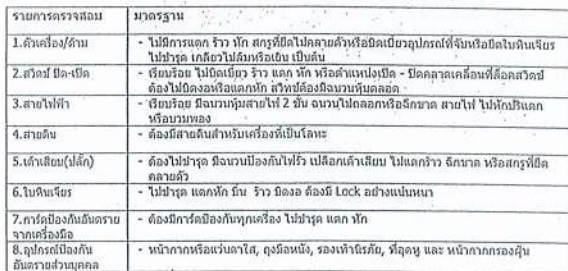 รายการตรวจสอบ มาตรฐาน
1.ตัวเครื่อง/ด้าม - ไม่มีการแตก ร้าว หัก สกรูที่ยึดไม่คลายตัวหรือบิดเบี้ยวอุปกรณ์ที่จับหรือยึดใบหินเจียร
ไม่ชำรุด เกลียวไม่ล้มหรือเยิน เป็นต้น
2.สวิตช์ ปิด-เปิด - เรียบร้อย ไม่บิดเบี้ยว ร้าว แตก หัก หรือตำแหน่งเปิด - ปิดคลาดเคลื่อนที่ล็อคสวิตช์
ต้องไม่บิดงอหรือแตกหัก สวิทช์ต้องมีฉนวนหุ้มตลอด
3.สายไฟฟ้า - เรียบร้อย มีฉนวนหุ้มสายไฟ 2 ชั้น ฉนวนไม่ถลอกหรือฉีกขาด สายไฟ ไม่หักปริแตก
หรือบวมพอง
4.สายดิน - ต้องมีสายดินสำหรับเครื่องที่เป็นโลหะ
5.เต้าเสียบ(ปลั๊ก) - ต้องไม่ชำรุด มีฉนวนป้องกันไฟรั่ว เปลือกเต้าเสียบ ไม่แตกร้าว ฉีกขาด หรือสกรูที่ยึด
คลายตัว
6.ใบหินเจียร - ไม่ชำรุด แตกหัก บิ่น ร้าว บิดงอ ต้องมี Lock อย่างแน่นหนา
7.การ์ดป้องกันอันตราย - ต้องมีการ์ดป้องกันทุกเครื่อง ไม่ชำรุด แตก หัก
จากเครื่องมือ
8.อุปกรณ์ป้องกัน - หน้ากากหรือแว่นตาใส, ถุงมือหนัง, รองเท้านิรภัย, ที่อุดหู และ หน้ากากกรองฝุ่น
อันตรายส่วนบุคคล